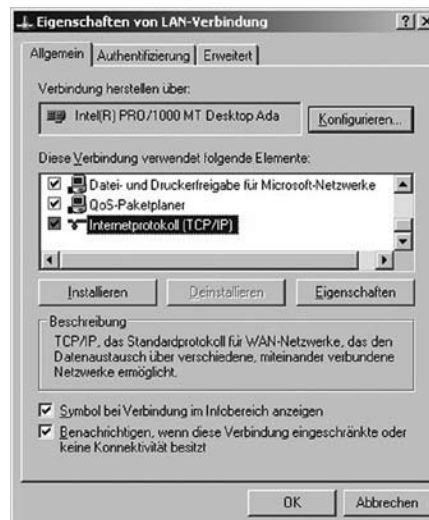 Eigenschaften von LAN-Verbindung
Allgemein Authentifizierung Erweitert
Verbindung herstellen über:
Intel(R) PRO/1000 MT Desktop Ada
Konfigurieren...
Diese Verbindung verwendet folgende Elemente:
Datei- und Druckerfreigabe für Microsoft-Netzwerke
QoS-Paketplaner
Internetprotokoll (TCP/IP)
Installieren Deinstallieren Eigenschaften
Beschreibung
TCP/IP, das Standardprotokoll für WAN-Netzwerke, das den
Datenaustausch über verschiedene, miteinander verbundene
Netzwerke ermöglicht.
Symbol bei Verbindung im Infobereich anzeigen
Benachrichtigen, wenn diese Verbindung eingeschränkte oder
keine Konnektivität besitzt
OK Abbrechen